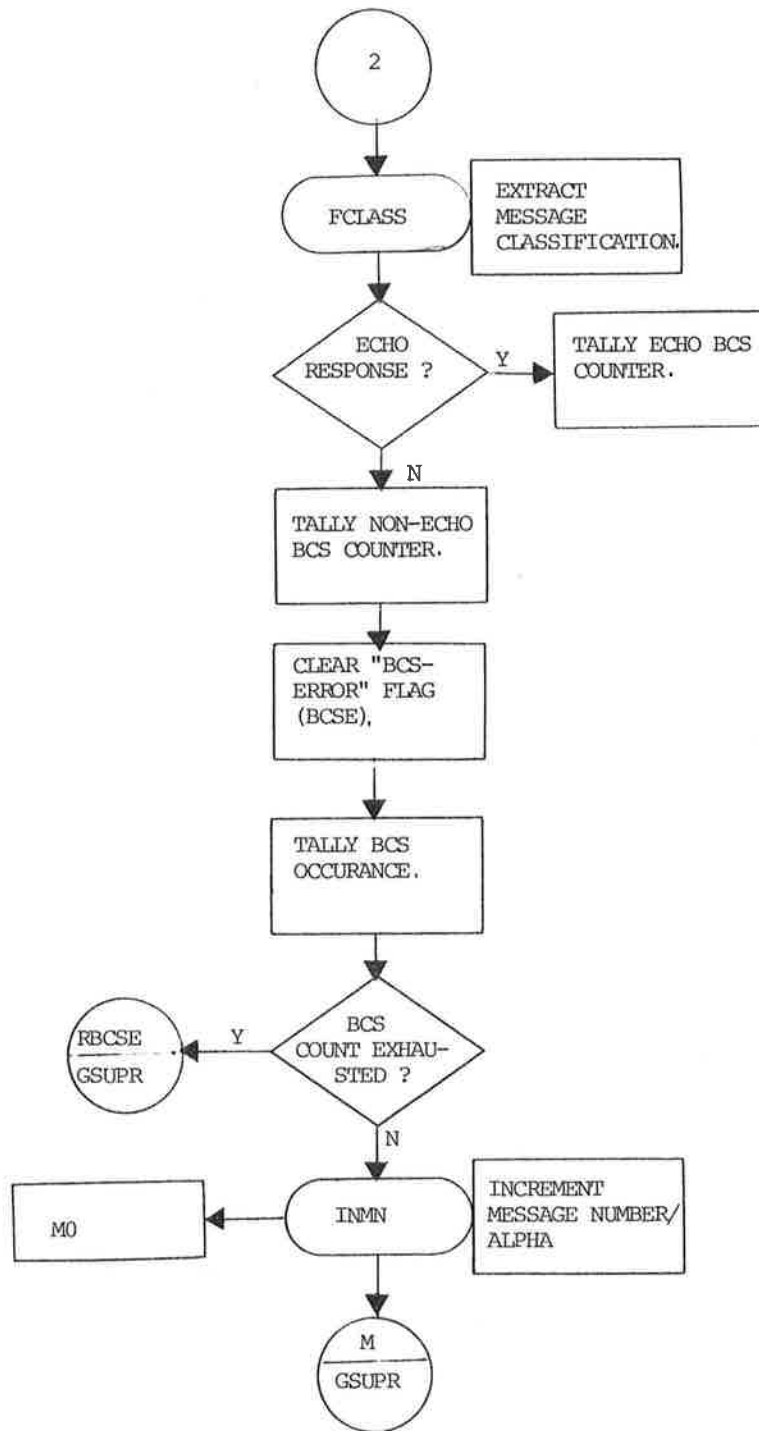 2
FCLASS
EXTRACT
MESSAGE
CLASSIFICATION.
ECHO
RESPONSE ?
Y
TALLY ECHO BCS
COUNTER.
N
TALLY NON-ECHO
BCS COUNTER.
CLEAR "BCS-
ERROR" FLAG
(BCSE),
TALLY BCS
OCCURANCE.
BCS
COUNT EXHAU-
STED ?
Y
RBCSE
GSUPR
N
INMN
INCREMENT
MESSAGE NUMBER/
ALPHA
M0
M
GSUPR